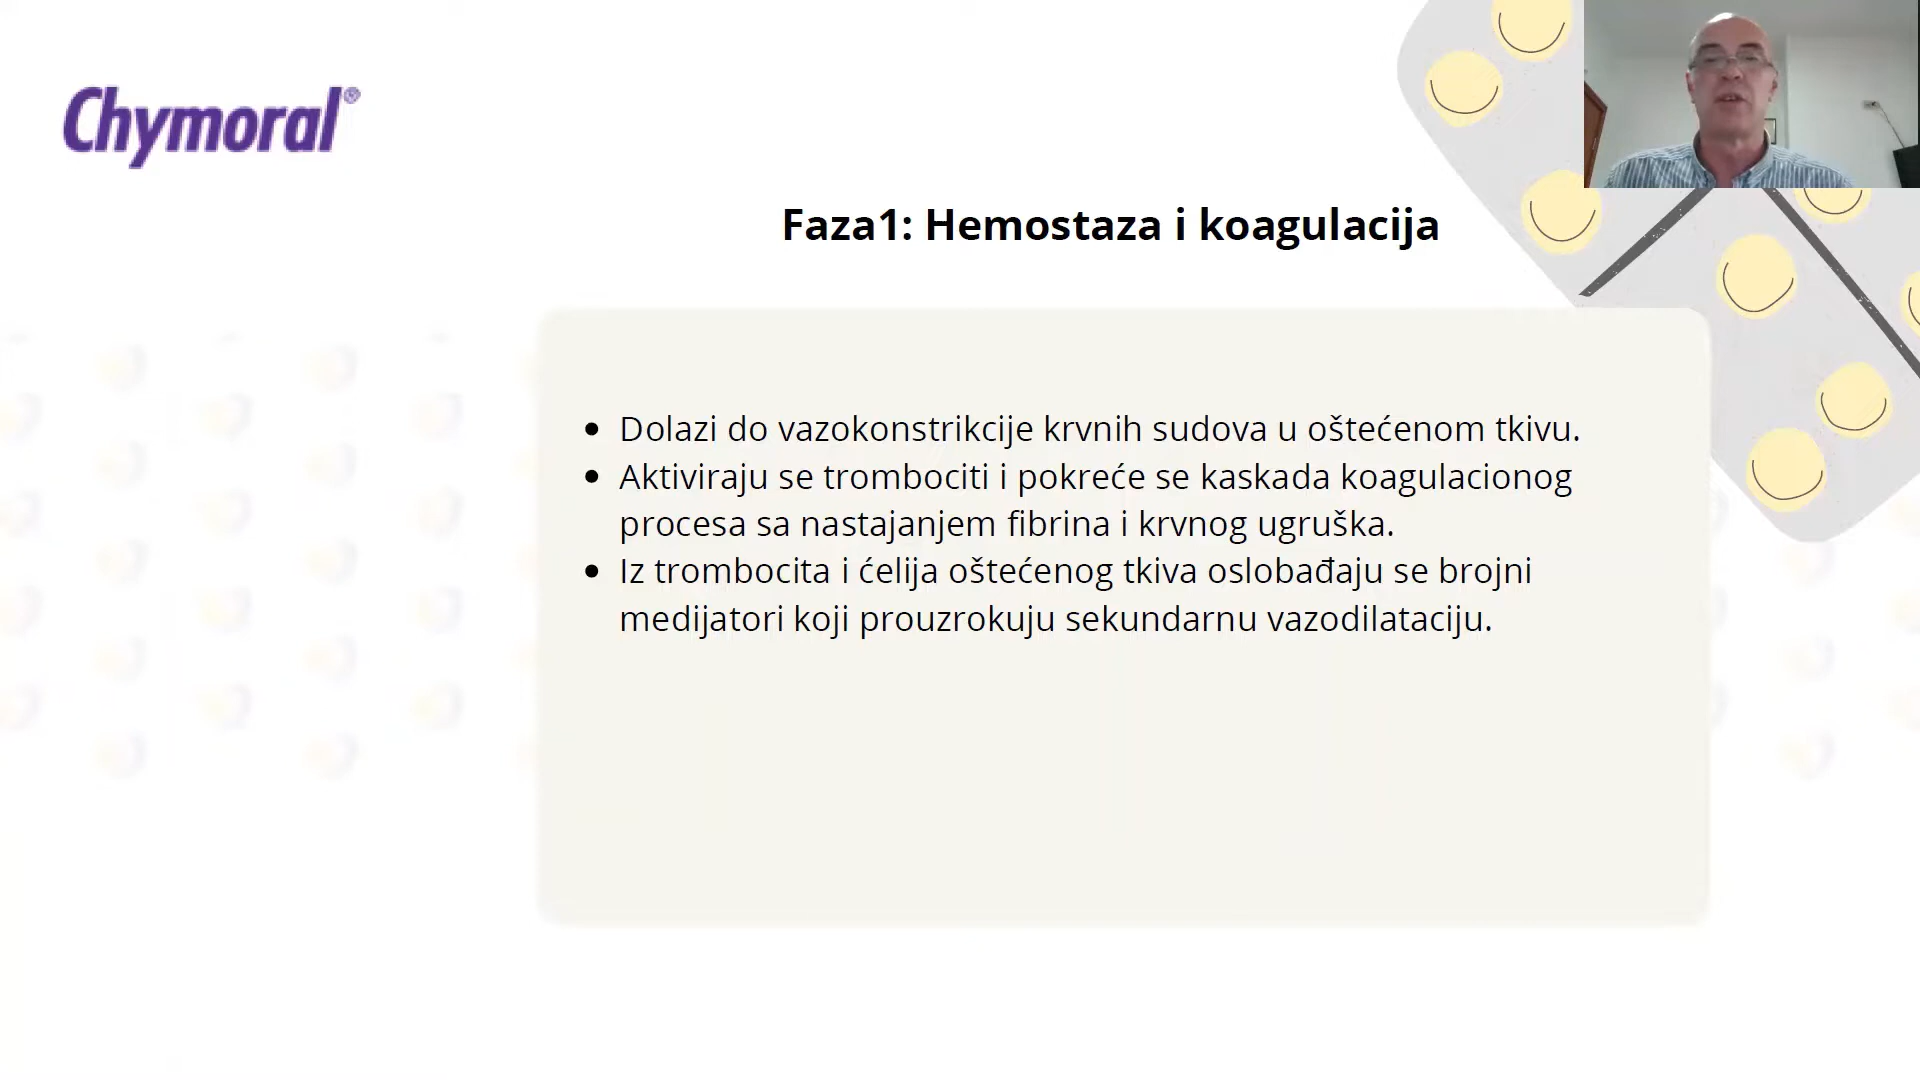 Chymoral®
Faza1: Hemostaza i koagulacija
• Dolazi do vazokonstrikcije krvnih sudova u oštećenom tkivu.
• Aktiviraju se trombociti i pokreće se kaskada koagulacionog
procesa sa nastajanjem fibrina i krvnog ugruška.
• Iz trombocita i ćelija oštećenog tkiva oslobađaju se brojni
medijatori koji prouzrokuju sekundarnu vazodilataciju.